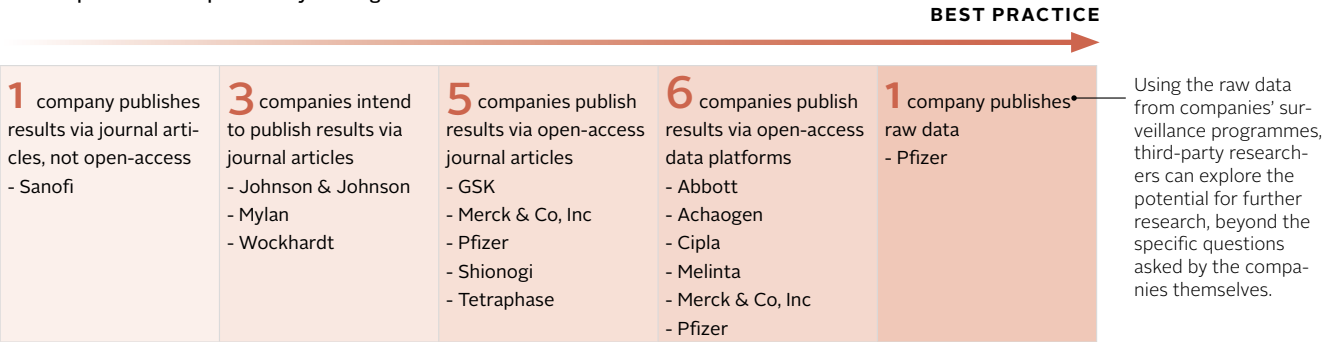 BEST PRACTICE
1 company publishes
results via journal arti-
cles, not open-access
- Sanofi
3 companies intend
to publish results via
journal articles
- Johnson & Johnson
- Mylan
- Wockhardt
5 companies publish
results via open-access
journal articles
- GSK
- Merck & Co, Inc
- Pfizer
- Shionogi
- Tetraphase
6 companies publish
results via open-access
data platforms
- Abbott
- Achaogen
- Cipla
- Melinta
- Merck & Co, Inc
- Pfizer
1 company publishes
raw data
- Pfizer
Using the raw data
from companies' sur-
veillance programmes,
third-party research-
ers can explore the
potential for further
research, beyond the
specific questions
asked by the compa-
nies themselves.